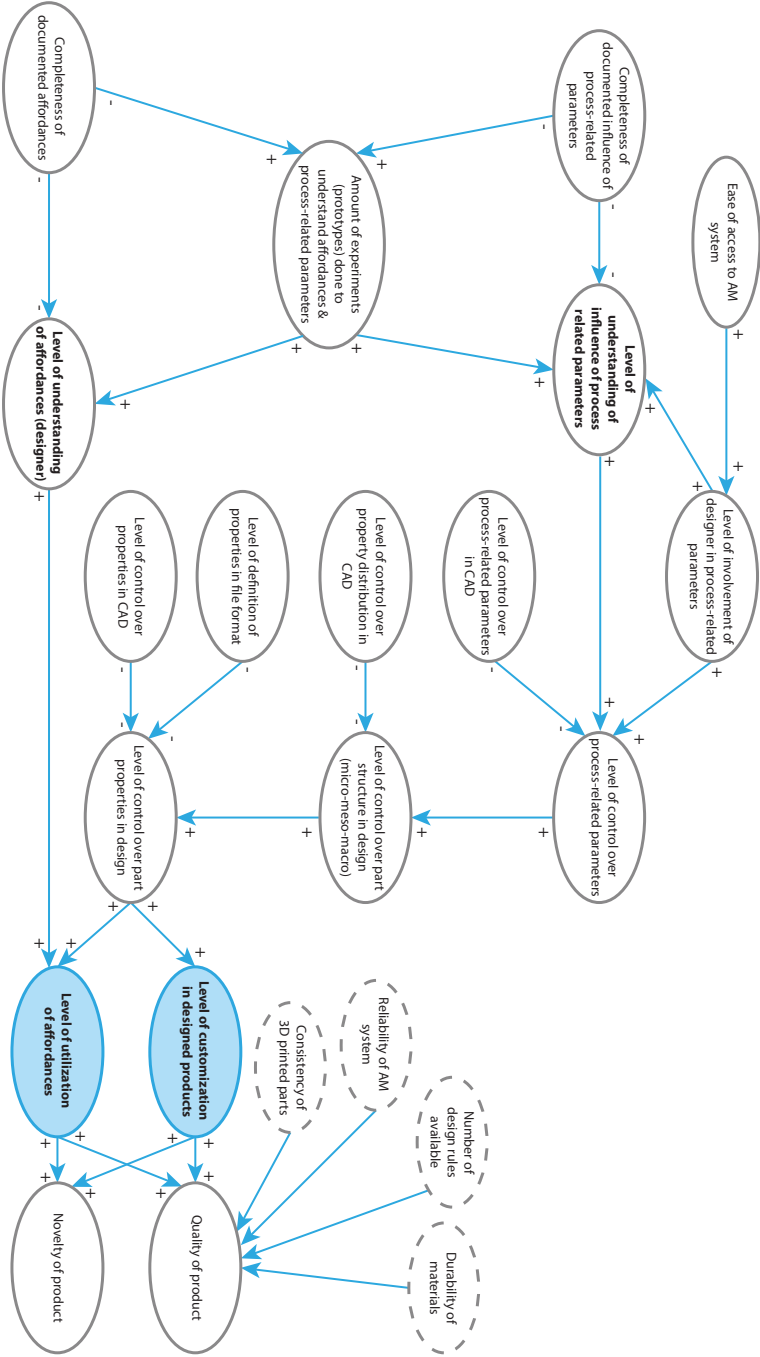 Ease of access to AM
system
+
+
Level of involvement of
designer in process-related
parameters
+
+
+
+
Completeness of
documented influence of
process-related
parameters
-
-
-
+
Level of
understanding of
influence of process
related parameters
+
+
+
Level of control over
process-related parameters
in CAD
-
-
Level of control over
process-related parameters
+
+
Amount of experiments
(prototypes) done to
understand affordances &
process-related parameters
+
+
+
Level of control over
property distribution in
CAD
-
-
Level of control over part
structure in design
(micro-meso-macro)
+
+
Number of
design rules
available
Durability of
materials
Reliability of AM
system
Consistency of
3D printed parts
Level of definition of
properties in file format
-
-
Level of control over
properties in CAD
-
-
Level of control over part
properties in design
+
+
+
+
Level of customization
in designed products
+
+
+
+
Quality of product
Completeness of
documented affordances
-
+
-
-
Level of understanding
of affordances (designer)
+
+
Level of utilization
of affordances
+
+
+
+
Novelty of product